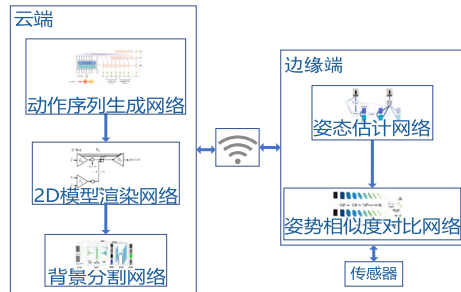 云端
动作序列生成网络
2D模型渲染网络
背景分割网络
边缘端
姿态估计网络
姿势相似度对比网络
传感器